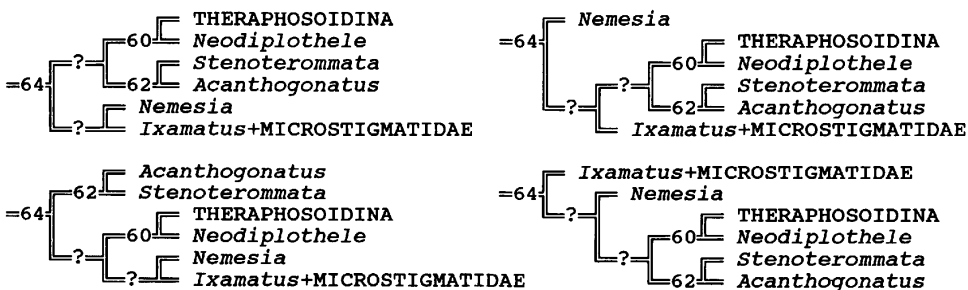 THERAPHOSOIDINA
60 Neodiplothele
? Stenoterommata
62 Acanthogonatus
=64
Nemesia
? Ixamatus+MICROSTIGMATIDAE
Nemesia
=64
THERAPHOSOIDINA
60 Neodiplothele
? Stenoterommata
62 Acanthogonatus
?
Ixamatus+MICROSTIGMATIDAE
Acanthogonatus
62 Stenoterommata
=64
THERAPHOSOIDINA
60 Neodiplothele
? Nemesia
? Ixamatus+MICROSTIGMATIDAE
Ixamatus+MICROSTIGMATIDAE
=64
? Nemesia
THERAPHOSOIDINA
60 Neodiplothele
? Stenoterommata
62 Acanthogonatus